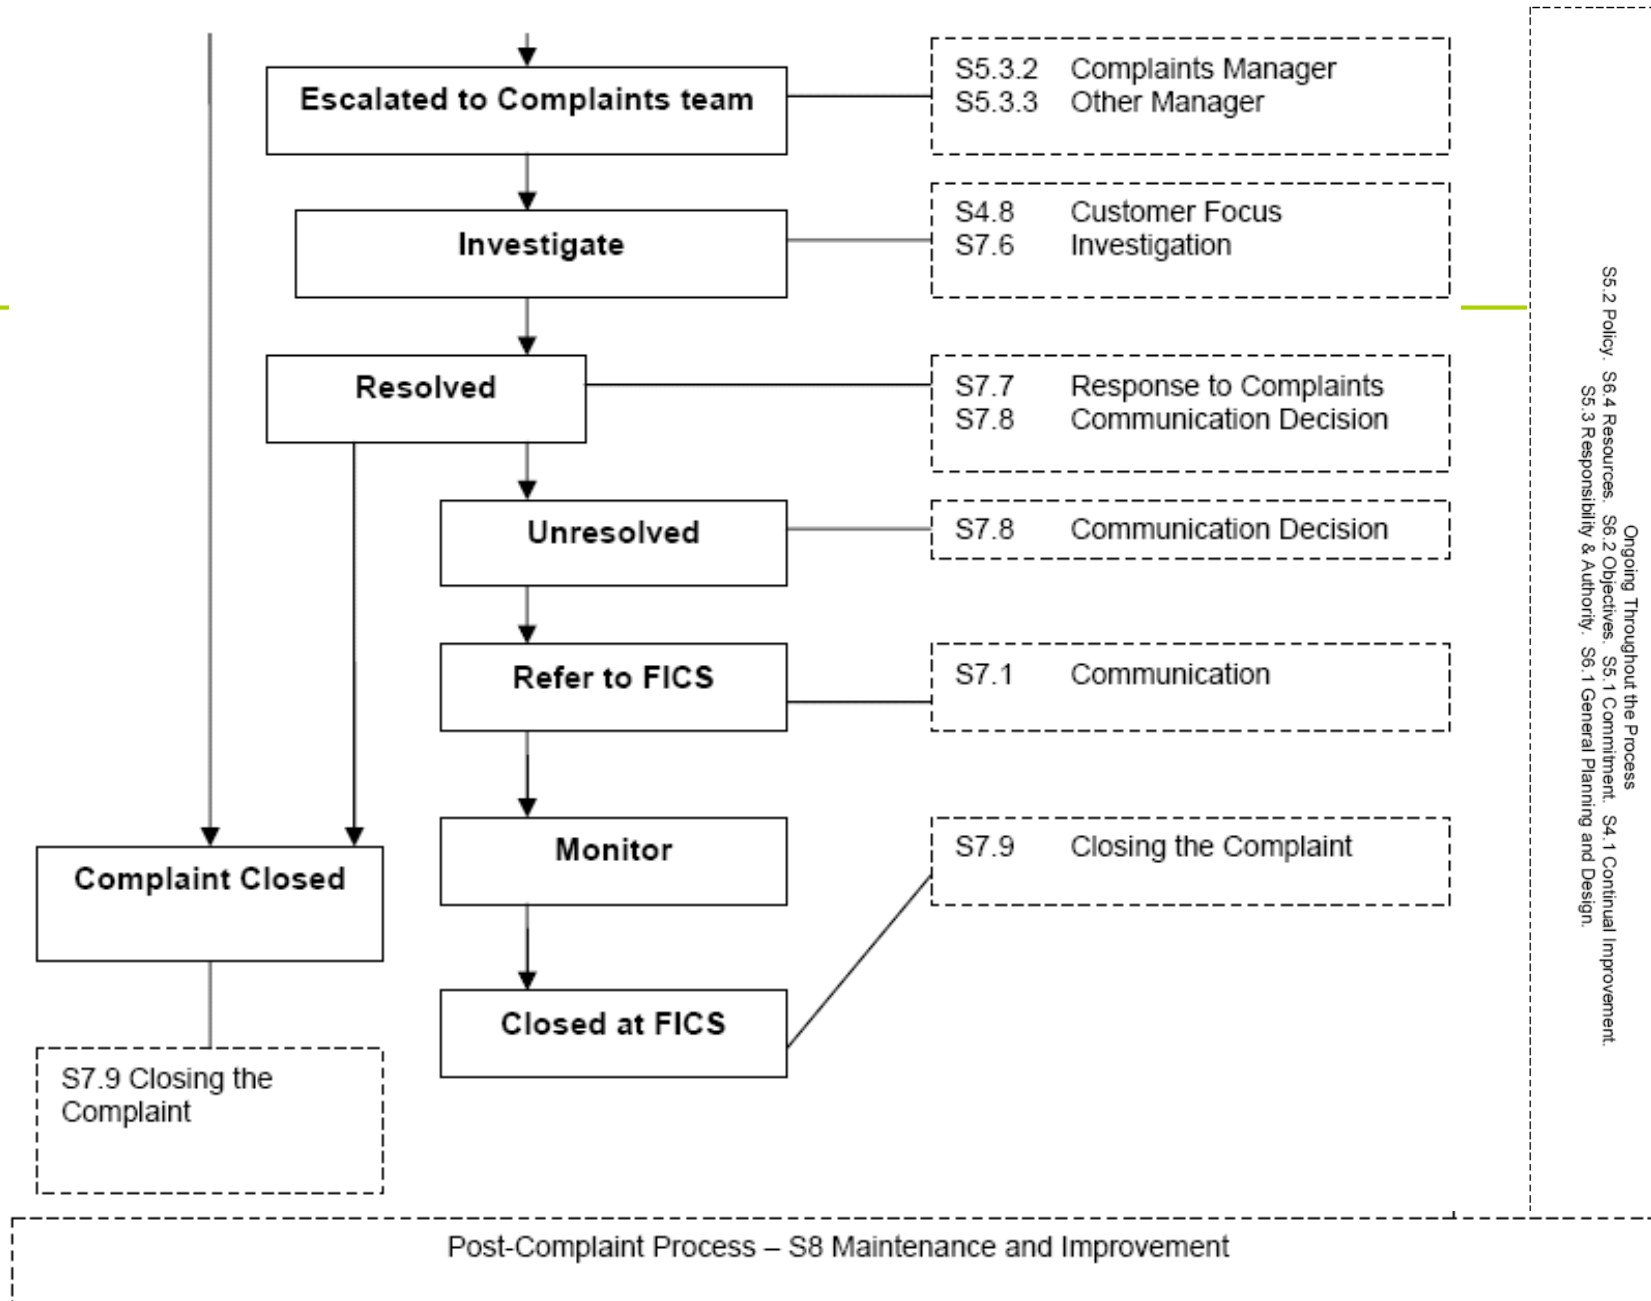 Escalated to Complaints team
S5.3.2 Complaints Manager
S5.3.3 Other Manager
Investigate
S4.8 Customer Focus
S7.6 Investigation
Resolved
S7.7 Response to Complaints
S7.8 Communication Decision
Unresolved
S7.8 Communication Decision
Refer to FICS
S7.1 Communication
Monitor
S7.9 Closing the Complaint
Complaint Closed
Closed at FICS
S7.9 Closing the
Complaint
Post-Complaint Process – S8 Maintenance and Improvement
Ongoing Throughout the Process
S5.2 Policy. S6.4 Resources. S6.2 Objectives. S5.1 Commitment. S4.1 Continual Improvement.
S5.3 Responsibility & Authority. S6.1 General Planning and Design.